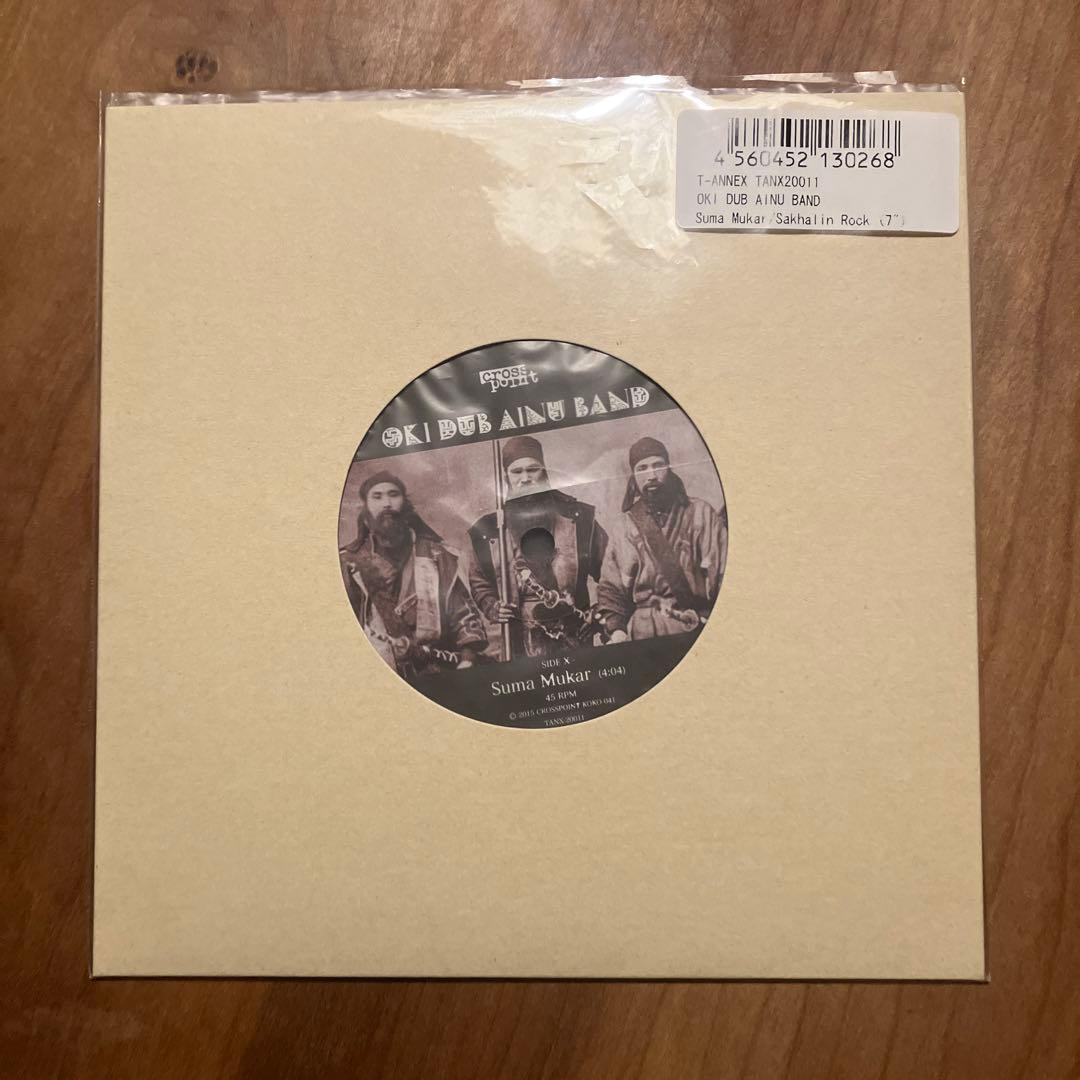 4 560452 130268
T-ANNEX TANX20011
OKI DUB AINU BAND
Suma Mukar/Sakhalin Rock (7")
cross
point
OKI DUB AINU BAND
SIDE X
Suma Mukar (4:04)
45 RPM
© 2015 CROSSPOINT KOKO 041
TANX-20011